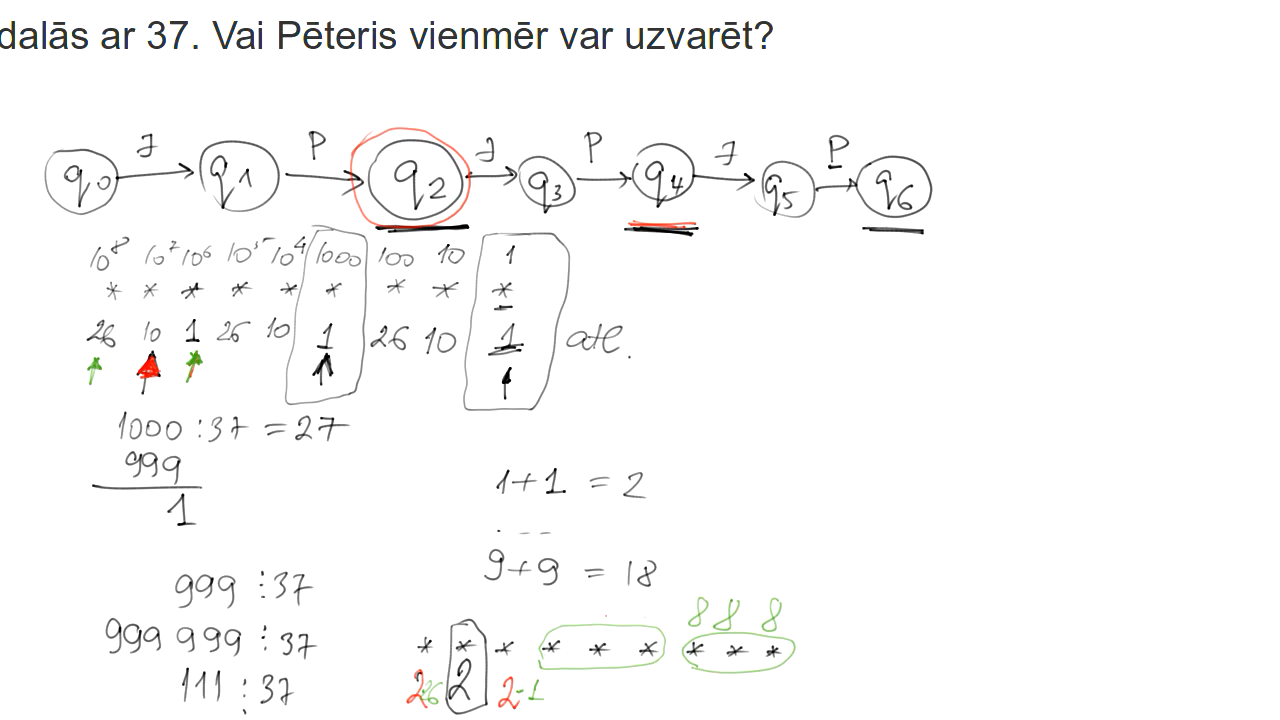 dalās ar 37. Vai Pēteris vienmēr var uzvarēt?
J P J P J P
q0 q1 q2 q3 q4 q5 q6
10^8 10^7 10^6 10^5 10^4 1000 100 10 1
* * * * * * * * *
26 10 1 26 10 1 26 10 1 atl.
1000 : 37 = 27
999
1
1+1 = 2
. - -
9+9 = 18
999 ⋮ 37
8 8 8
999 999 ⋮ 37
* * * * * * * * *
111 ⋮ 37
2 26 2 2 -1